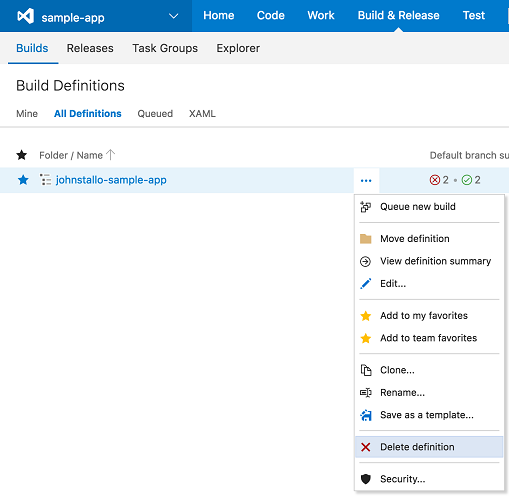 sample-app Home Code Work Build & Release Test
Builds Releases Task Groups Explorer
Build Definitions
Mine All Definitions Queued XAML
Folder / Name Default branch su
johnstallo-sample-app ... 2 2
Queue new build
Move definition
View definition summary
Edit...
Add to my favorites
Add to team favorites
Clone...
Rename...
Save as a template...
Delete definition
Security...